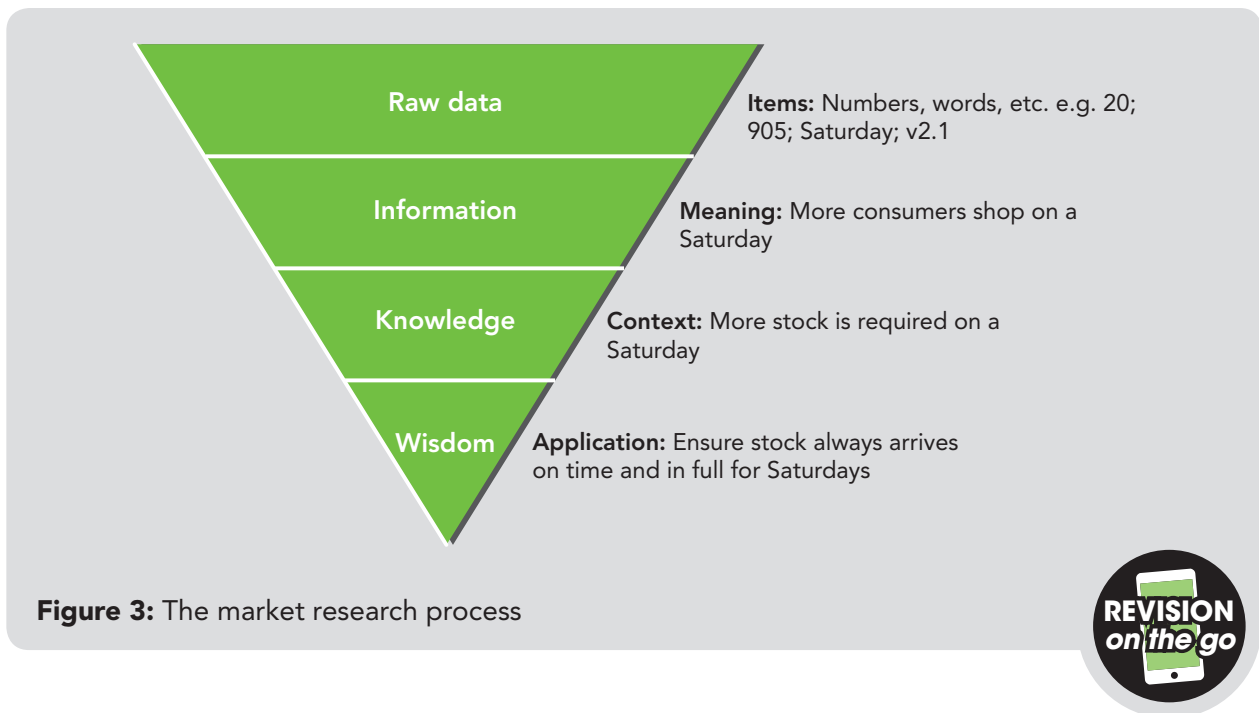 Raw data
Items: Numbers, words, etc. e.g. 20;
905; Saturday; v2.1
Information
Meaning: More consumers shop on a
Saturday
Knowledge
Context: More stock is required on a
Saturday
Wisdom
Application: Ensure stock always arrives
on time and in full for Saturdays
Figure 3: The market research process
REVISION
on the go